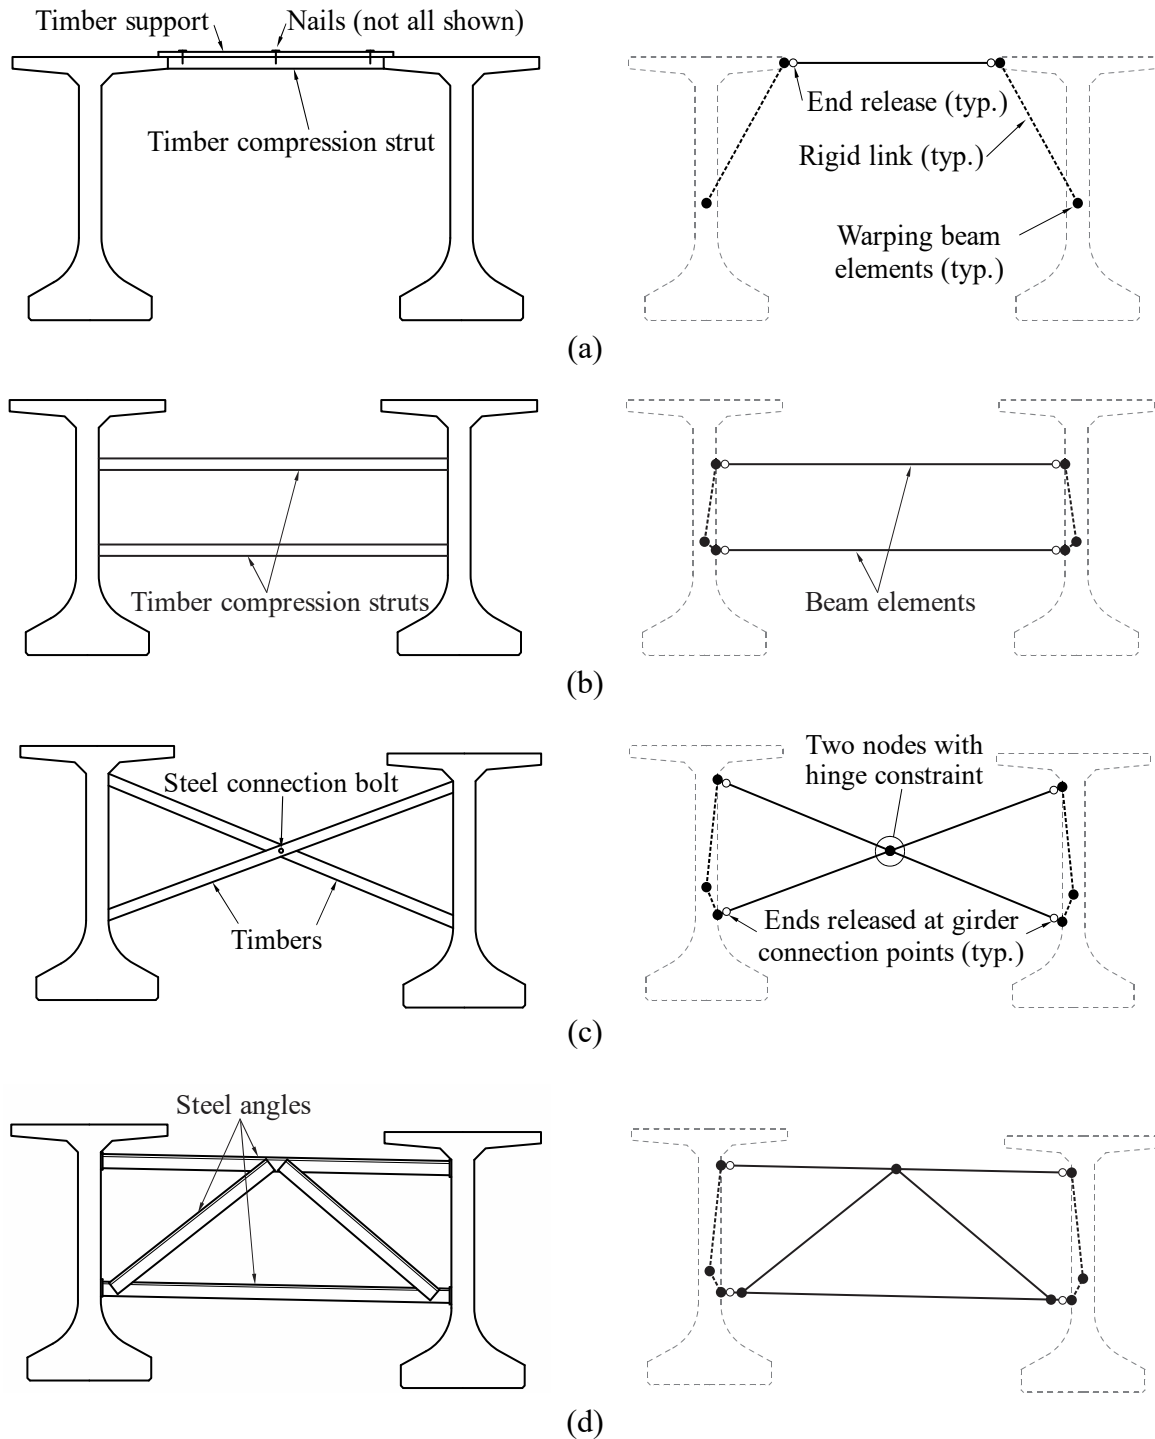 Timber support
Nails (not all shown)
Timber compression strut
End release (typ.)
Rigid link (typ.)
Warping beam
elements (typ.)
(a)
Timber compression struts
Beam elements
(b)
Steel connection bolt
Timbers
Two nodes with
hinge constraint
Ends released at girder
connection points (typ.)
(c)
Steel angles
(d)